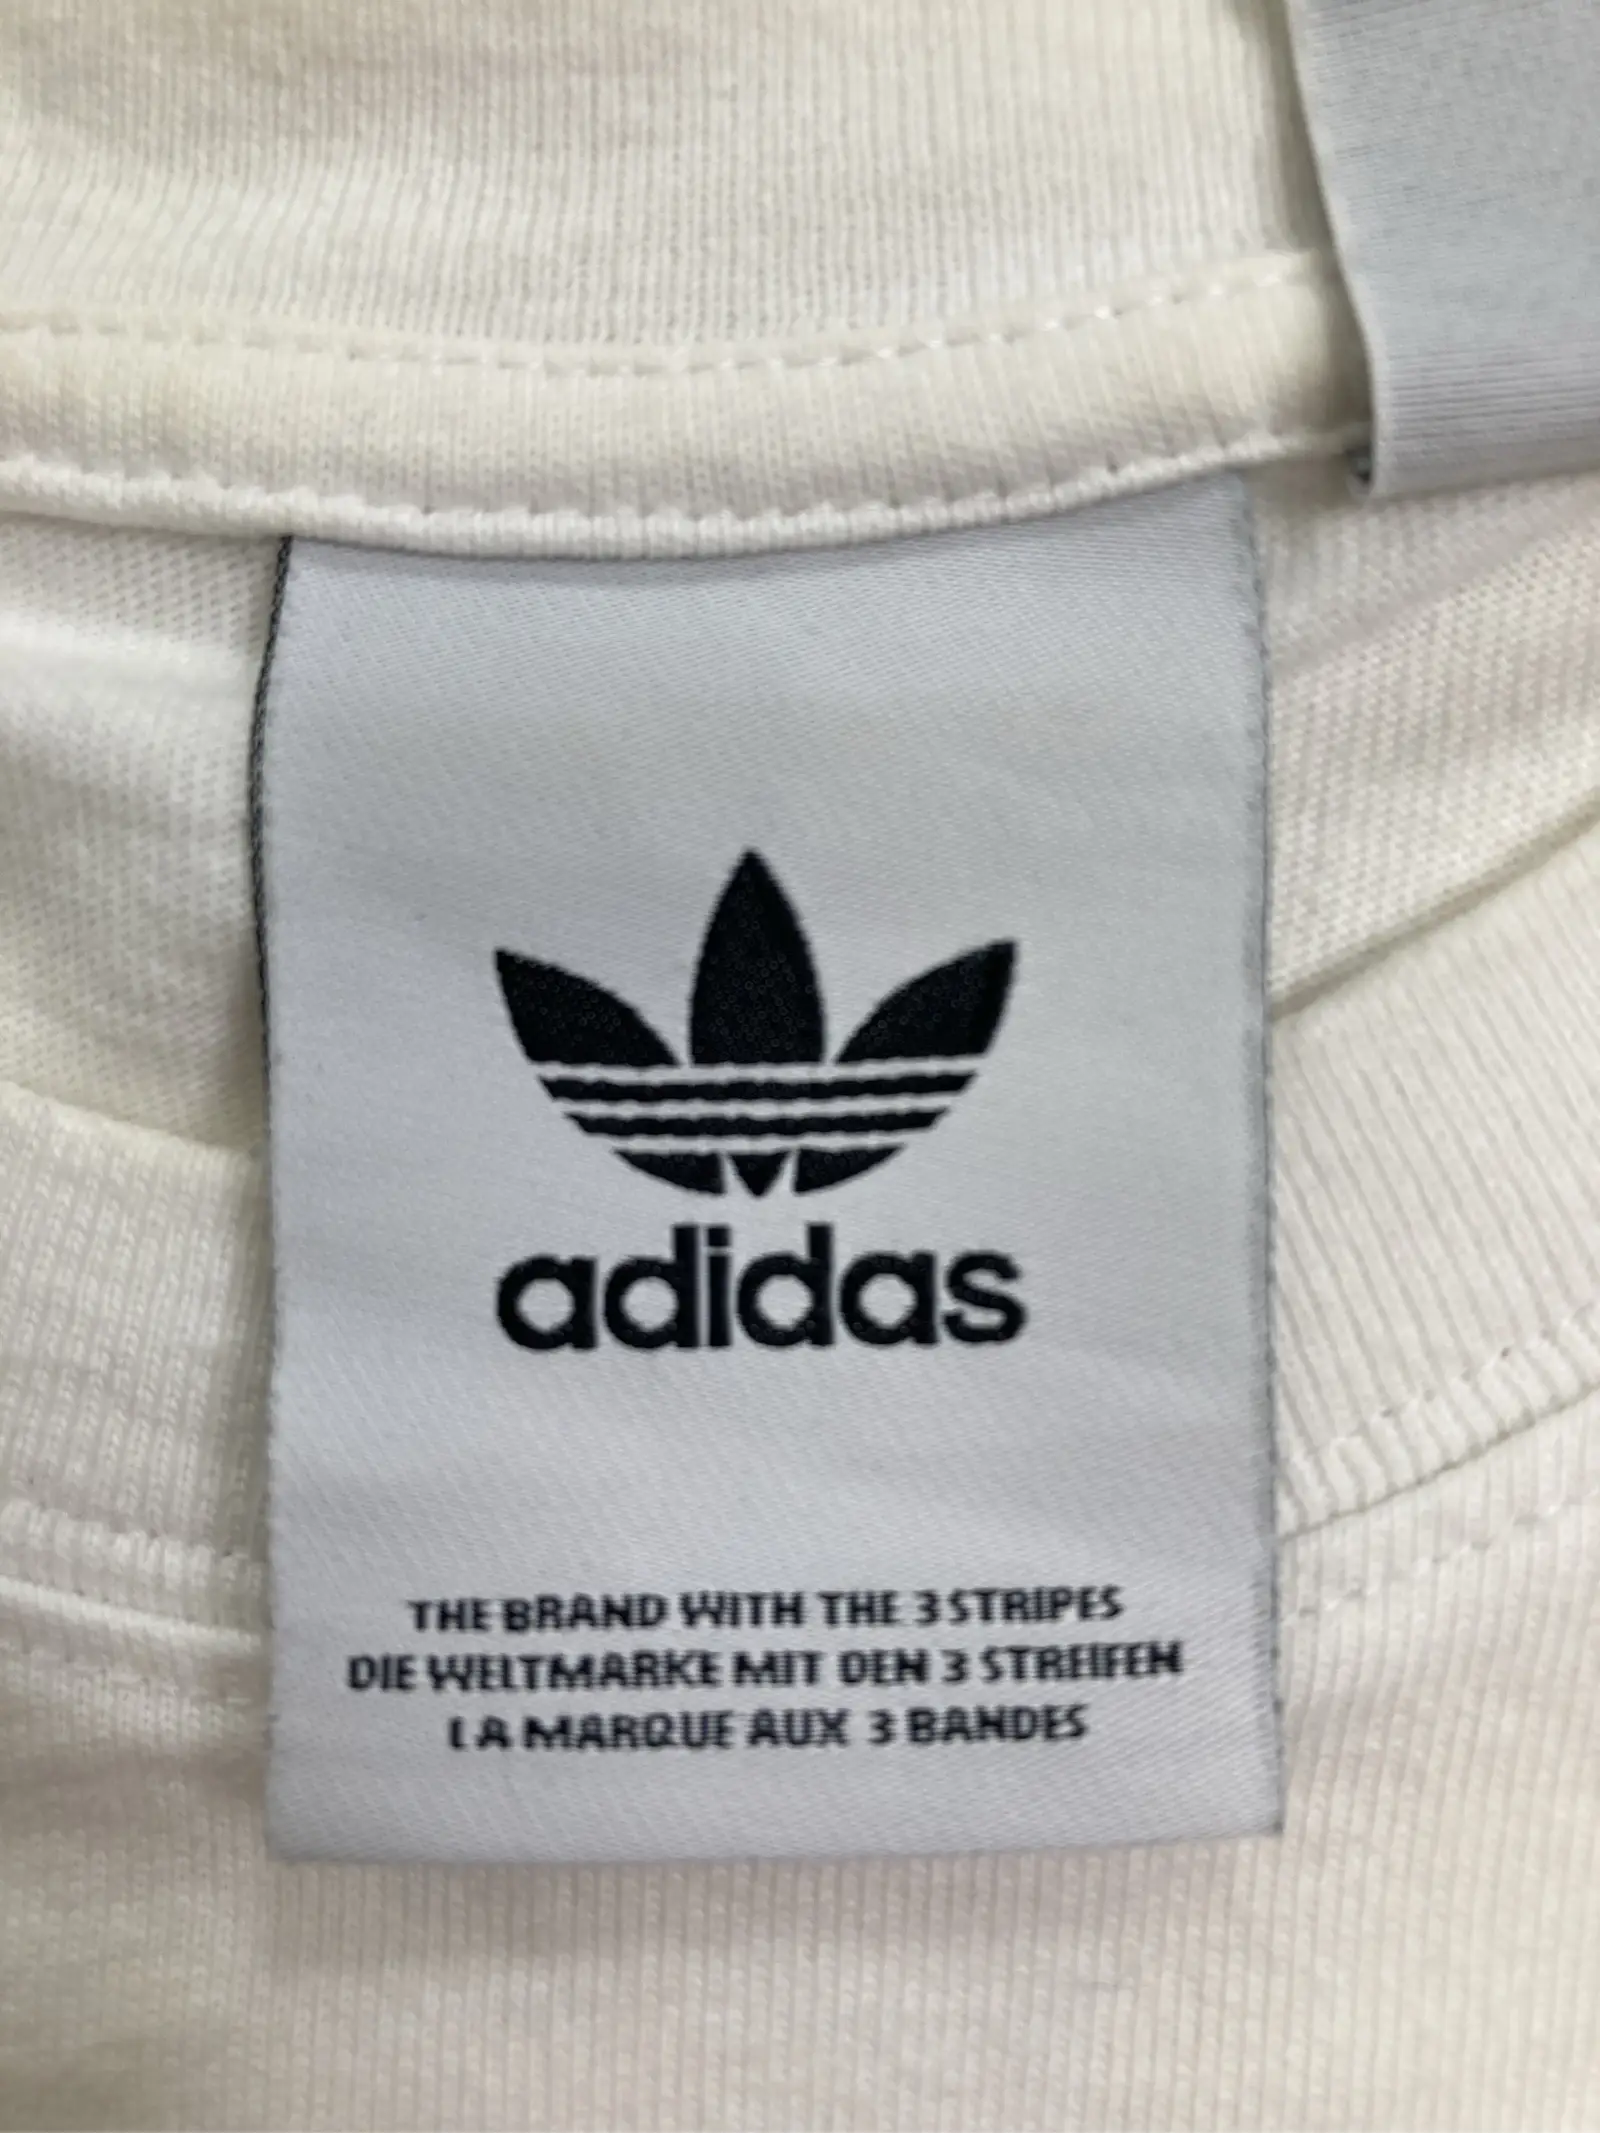 adidas
THE BRAND WITH THE 3 STRIPES
DIE WELTMARKE MIT DEN 3 STREIFEN
LA MARQUE AUX 3 BANDES